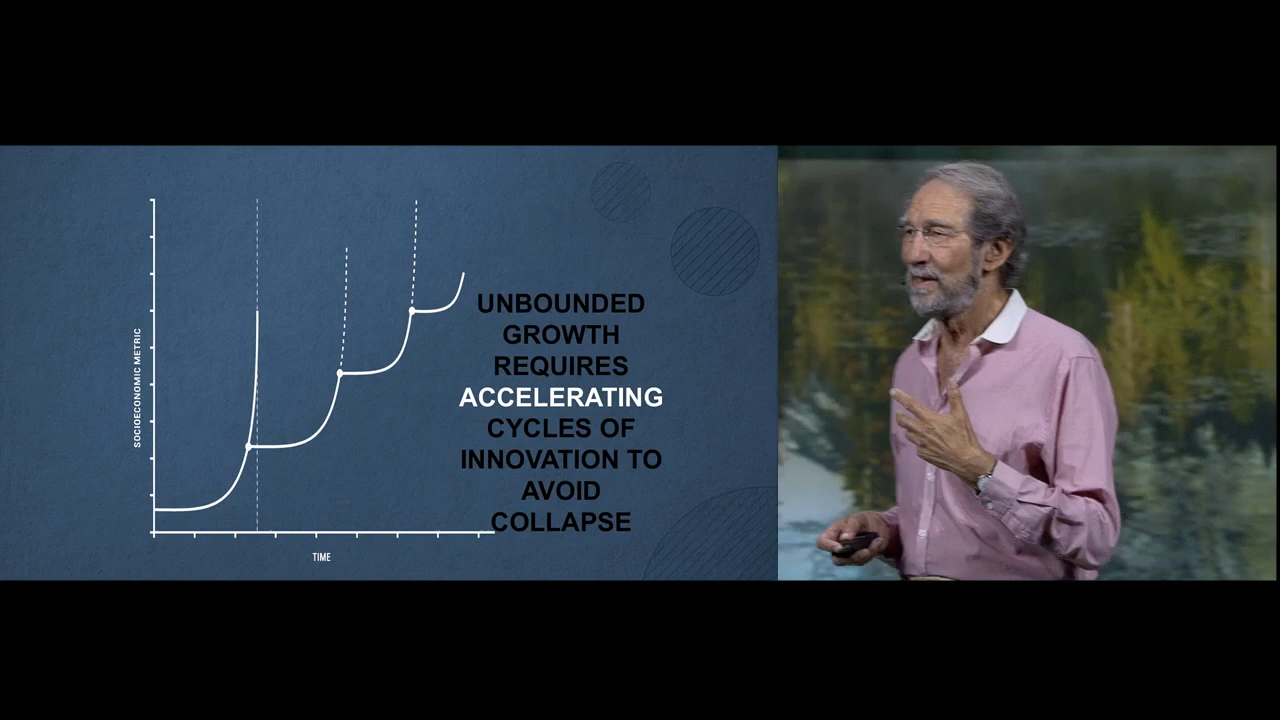 UNBOUNDED
GROWTH
REQUIRES
ACCELERATING
CYCLES OF
INNOVATION TO
AVOID
COLLAPSE
SOCIOECONOMIC METRIC
TIME